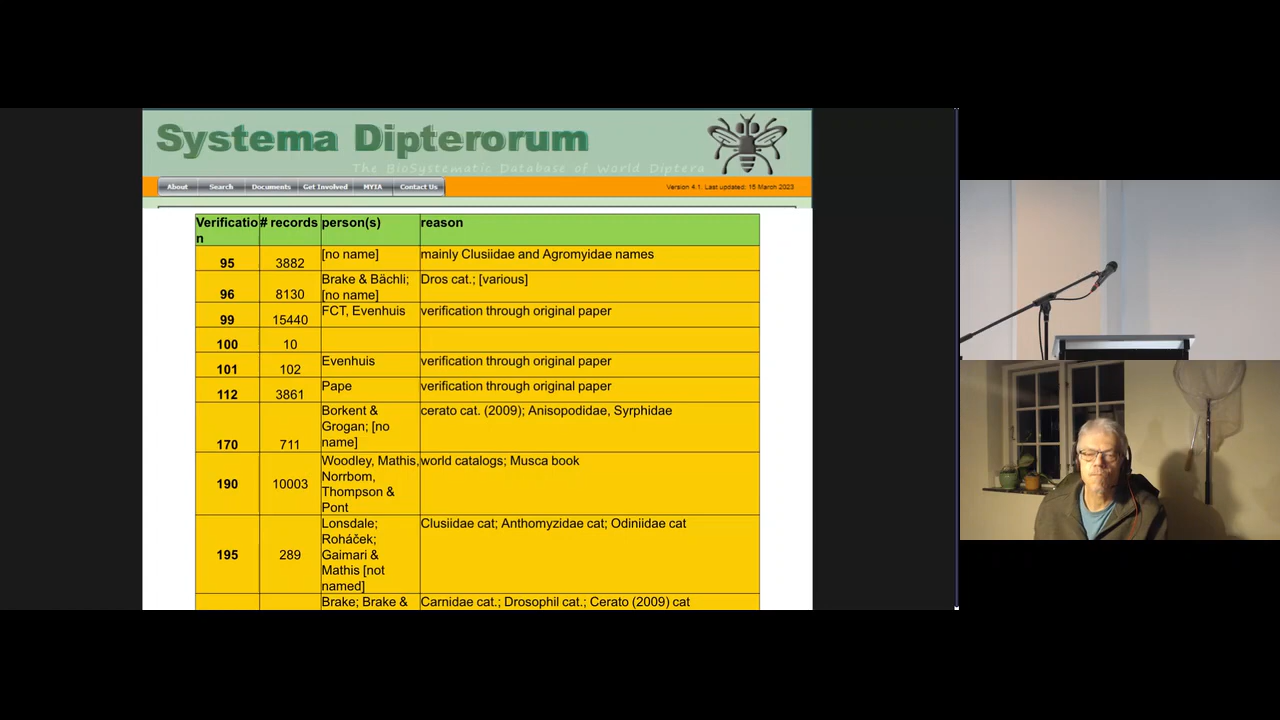 Systema Dipterorum
The BioSystematic Database of World Diptera
About Search Documents Get Involved MYIA Contact Us
Version 4.1. Last updated: 15 March 2023
Verificatio # records person(s) reason
n
95 3882 [no name] mainly Clusiidae and Agromyidae names
96 8130 Brake & Bächli; Dros cat.; [various]
[no name]
99 15440 FCT, Evenhuis verification through original paper
100 10
101 102 Evenhuis verification through original paper
112 3861 Pape verification through original paper
170 711 Borkent & cerato cat. (2009); Anisopodidae, Syrphidae
Grogan; [no
name]
190 10003 Woodley, Mathis, world catalogs; Musca book
Norrbom,
Thompson &
Pont
195 289 Lonsdale; Clusiidae cat; Anthomyzidae cat; Odiniidae cat
Roháček;
Gaimari &
Mathis [not
named]
Brake; Brake & Carnidae cat.; Drosophil cat.; Cerato (2009) cat